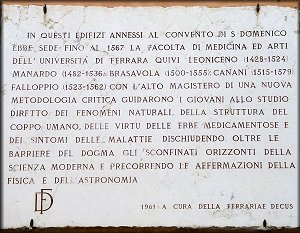 IN QUESTI EDIFIZI ANNESSI AL CONVENTO DI S DOMENICO
EBBE SEDE FINO AL 1567 LA FACOLTA DI MEDICINA ED ARTI
DELL'UNIVERSITA DI FERRARA QUIVI LEONICENO (1428-1524)
MANARDO (1462-1536) BRASAVOLA (1500-1555) CANANI (1515-1579)
FALLOPPIO (1523-1562) CON L'ALTO MAGISTERO DI UNA NUOVA
METODOLOGIA CRITICA GUIDARONO I GIOVANI ALLO STUDIO
DIRETTO DEI FENOMENI NATURALI, DELLA STRUTTURA DEL
CORPO UMANO, DELLE VIRTU DELLE ERBE MEDICAMENTOSE E
DEI SINTOMI DELLE MALATTIE DISCHIUDENDO OLTRE LE
BARRIERE DEL DOGMA GLI SCONFINATI ORIZZONTI DELLA
SCIENZA MODERNA E PRECORRENDO LE AFFERMAZIONI DELLA
FISICA E DELL'ASTRONOMIA
DF
1961 A CURA DELLA FERRARIAE DECUS